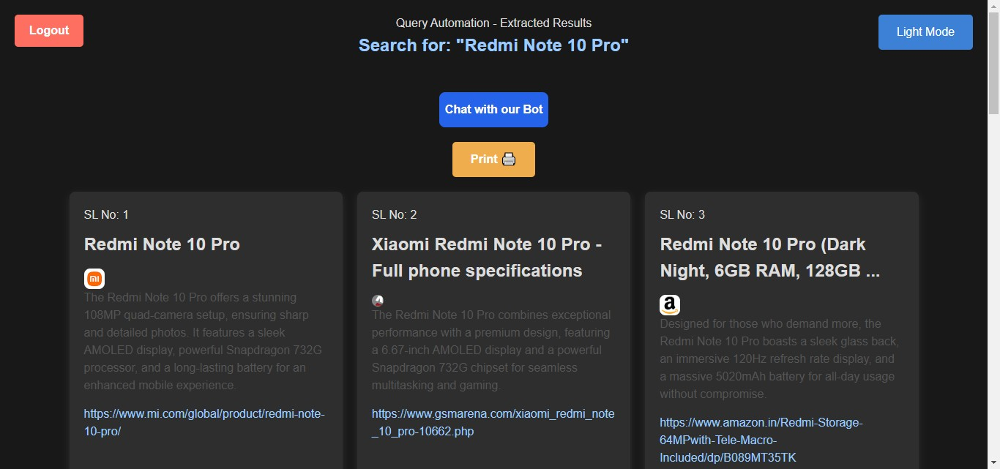 Logout
Query Automation - Extracted Results
Search for: "Redmi Note 10 Pro"
Light Mode
Chat with our Bot
Print
SL No: 1
Redmi Note 10 Pro
mi
The Redmi Note 10 Pro offers a stunning
108MP quad-camera setup, ensuring sharp
and detailed photos. It features a sleek
AMOLED display, powerful Snapdragon 732G
processor, and a long-lasting battery for an
enhanced mobile experience.
https://www.mi.com/global/product/redmi-note-
10-pro/
SL No: 2
Xiaomi Redmi Note 10 Pro -
Full phone specifications
The Redmi Note 10 Pro combines exceptional
performance with a premium design, featuring
a 6.67-inch AMOLED display and a powerful
Snapdragon 732G chipset for seamless
multitasking and gaming.
https://www.gsmarena.com/xiaomi_redmi_note
_10_pro-10662.php
SL No: 3
Redmi Note 10 Pro (Dark
Night, 6GB RAM, 128GB ...
a
Designed for those who demand more, the
Redmi Note 10 Pro boasts a sleek glass back,
an immersive 120Hz refresh rate display, and
a massive 5020mAh battery for all-day usage
without compromise.
https://www.amazon.in/Redmi-Storage-
64MPwith-Tele-Macro-
Included/dp/B089MT35TK